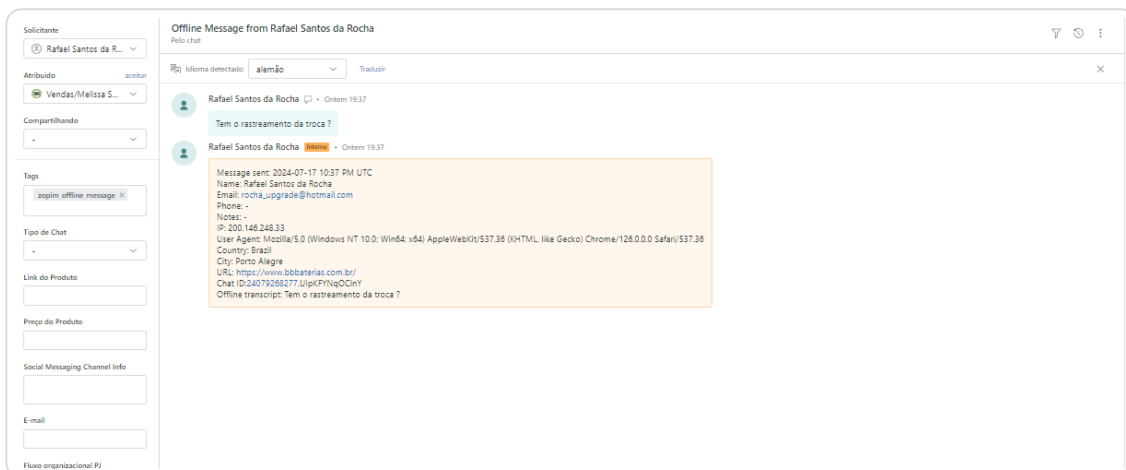 Solicitante
Rafael Santos da R...
Atribuído aceitar
Vendas/Melissa S...
Compartilhando
-
Tags
zopim_offline_message ×
Tipo de Chat
-
Link do Produto
Preço do Produto
Social Messaging Channel Info
E-mail
Fluxo organizacional PJ
Offline Message from Rafael Santos da Rocha
Pelo chat
Idioma detectado alemão Traduzir
Rafael Santos da Rocha • Ontem 19:37
Tem o rastreamento da troca ?
Rafael Santos da Rocha Interno • Ontem 19:37
Message sent: 2024-07-17 10:37 PM UTC
Name: Rafael Santos da Rocha
Email: rocha_upgrade@hotmail.com
Phone: -
Notes: -
IP: 200.146.248.33
User Agent: Mozilla/5.0 (Windows NT 10.0; Win64; x64) AppleWebKit/537.36 (KHTML, like Gecko) Chrome/126.0.0.0 Safari/537.36
Country: Brazil
City: Porto Alegre
URL: https://www.bbbaterias.com.br/
Chat ID:24079268277.UIpKFYNqOClnY
Offline transcript: Tem o rastreamento da troca ?